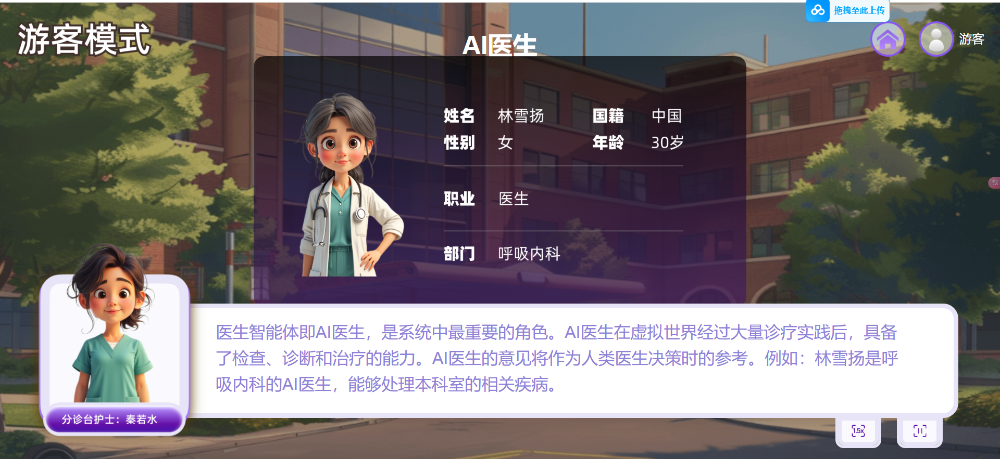 拖拽至此上传
游客模式
游客
AI医生
姓名 林雪扬 国籍 中国
性别 女 年龄 30岁
职业 医生
部门 呼吸内科
医生智能体即AI医生，是系统中最重要的角色。AI医生在虚拟世界经过大量诊疗实践后，具备
了检查、诊断和治疗的能力。AI医生的意见将作为人类医生决策时的参考。例如：林雪扬是呼
吸内科的AI医生，能够处理本科室的相关疾病。
分诊台护士：秦若水
1.5x